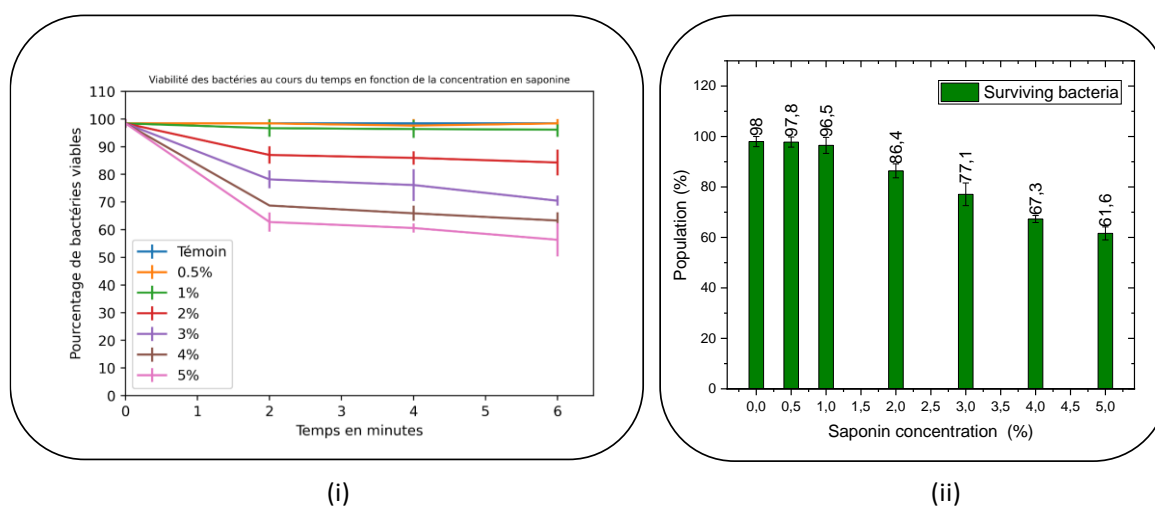 Viabilité des bactéries au cours du temps en fonction de la concentration en saponine
110
100
90
80
70
60
50
40
30
20
10
0
Pourcentage de bactéries viables
Témoin
0.5%
1%
2%
3%
4%
5%
0 1 2 3 4 5 6
Temps en minutes
(i)
Surviving bacteria
120
100
80
60
40
20
0
Population (%)
98
97,8
96,5
86,4
77,1
67,3
61,6
0,0 0,5 1,0 1,5 2,0 2,5 3,0 3,5 4,0 4,5 5,0
Saponin concentration (%)
(ii)